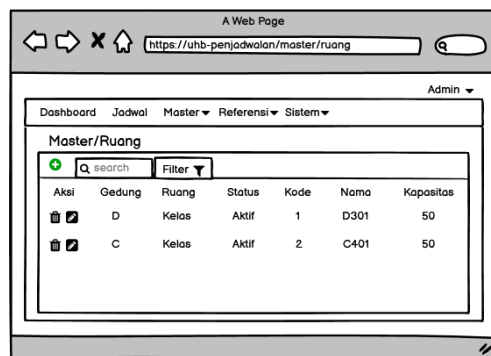 A Web Page
https://uhb-penjadwalan/master/ruang
Admin
Dashboard Jadwal Master Referensi Sistem
Master/Ruang
search Filter
Aksi Gedung Ruang Status Kode Nama Kapasitas
D Kelas Aktif 1 D301 50
C Kelas Aktif 2 C401 50